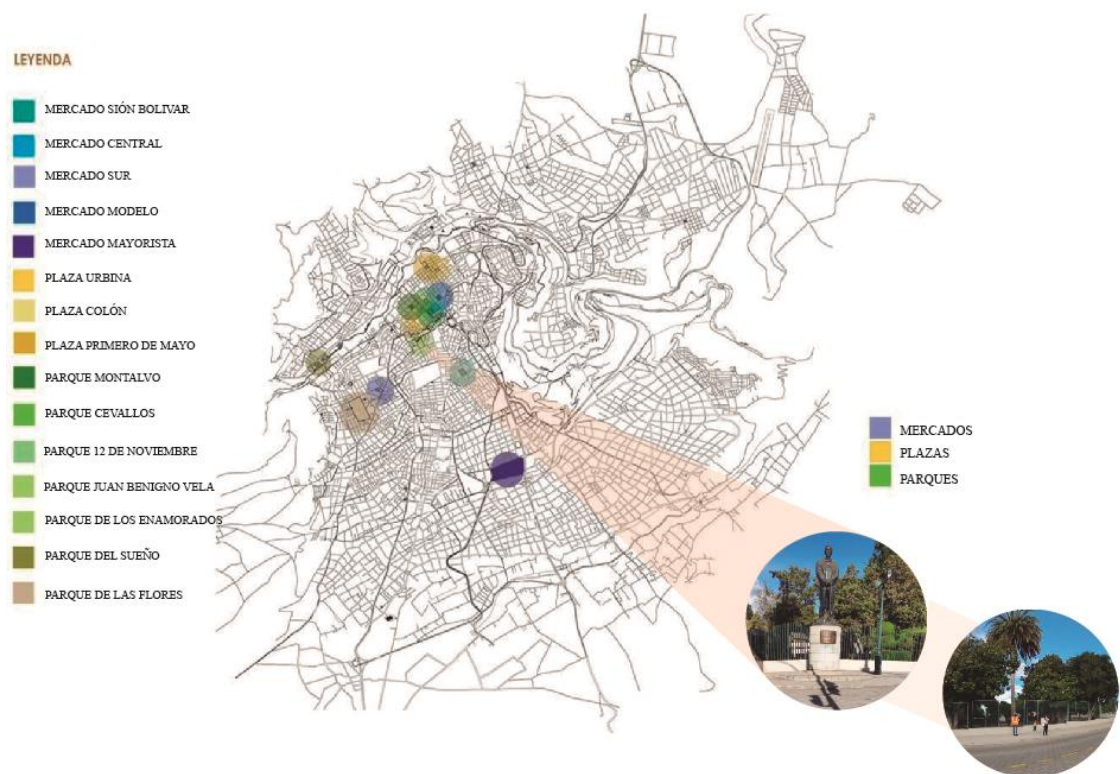 LEYENDA
MERCADO SIÓN BOLIVAR
MERCADO CENTRAL
MERCADO SUR
MERCADO MODELO
MERCADO MAYORISTA
PLAZA URBINA
PLAZA COLÓN
PLAZA PRIMERO DE MAYO
PARQUE MONTALVO
PARQUE CEVALLOS
PARQUE 12 DE NOVIEMBRE
PARQUE JUAN BENIGNO VELA
PARQUE DE LOS ENAMORADOS
PARQUE DEL SUEÑO
PARQUE DE LAS FLORES
MERCADOS
PLAZAS
PARQUES